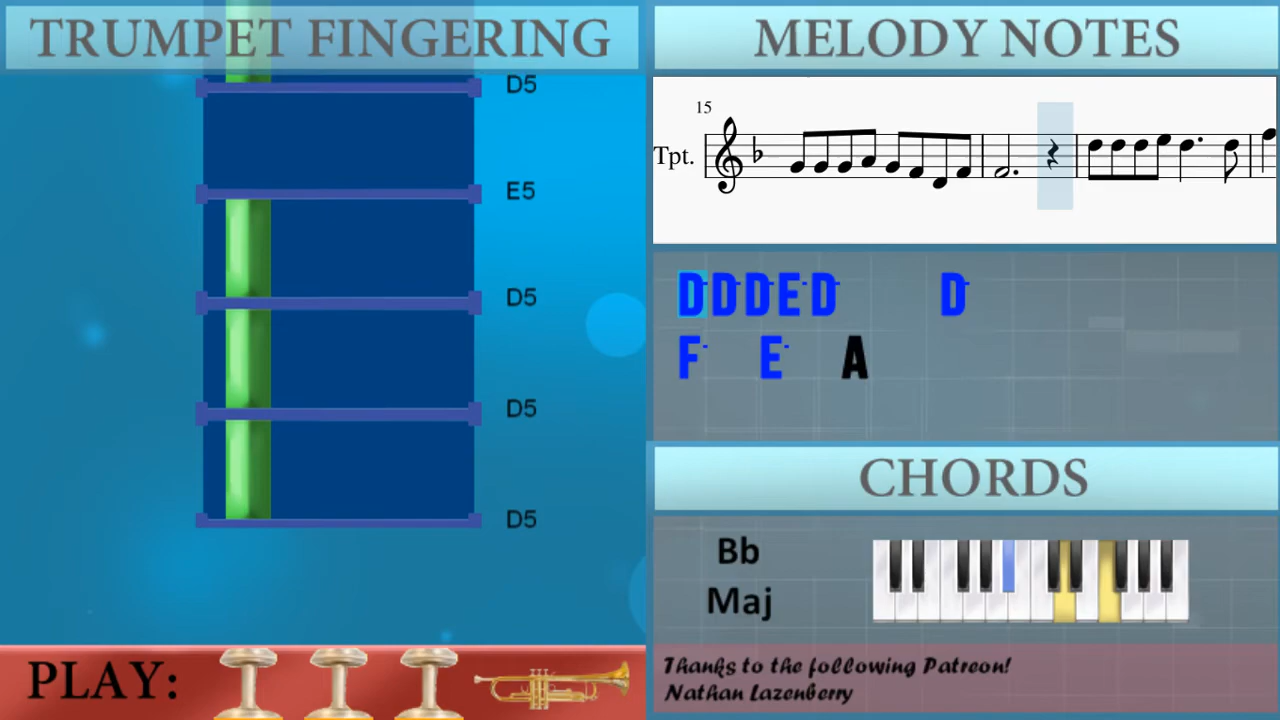 TRUMPET FINGERING
D5
E5
D5
D5
D5
PLAY:
MELODY NOTES
15
Tpt.
D D D E D D
F E A
CHORDS
Bb
Maj
Thanks to the following Patreon!
Nathan Lazenberry